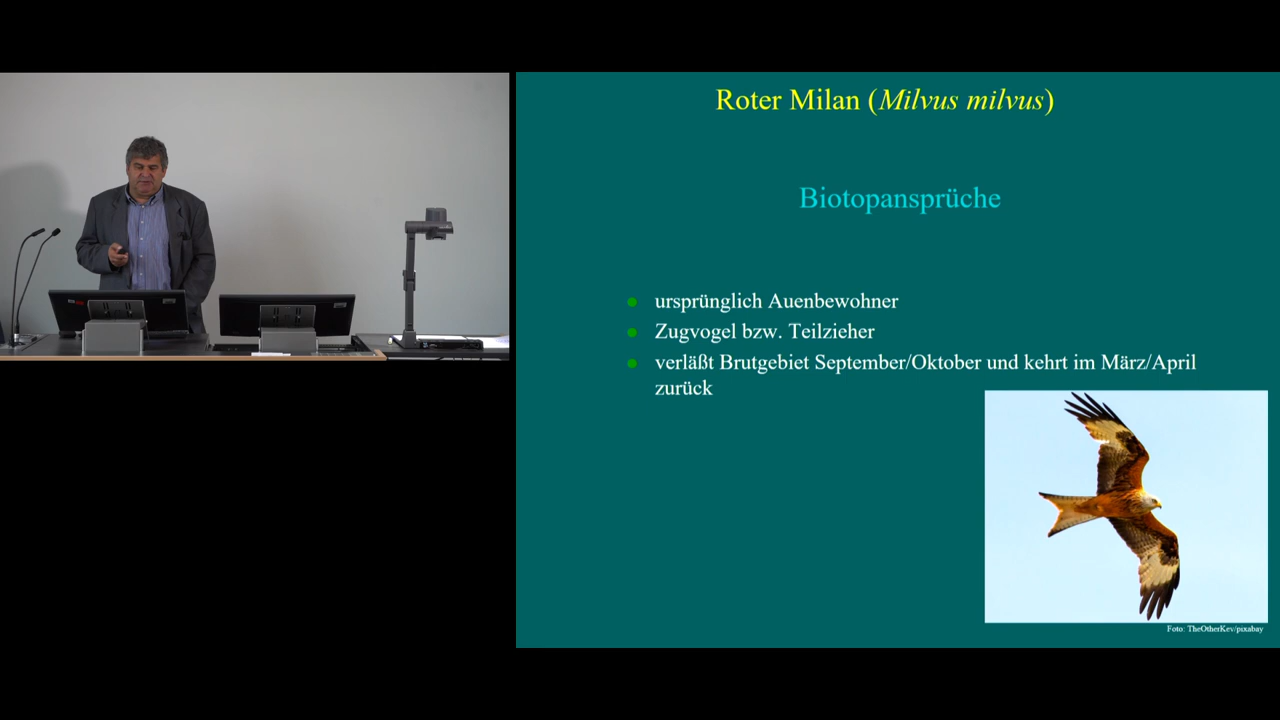 Roter Milan (Milvus milvus)
Biotopansprüche
ursprünglich Auenbewohner
Zugvogel bzw. Teilzieher
verläßt Brutgebiet September/Oktober und kehrt im März/April
zurück
Foto: TheOtherKev/pixabay